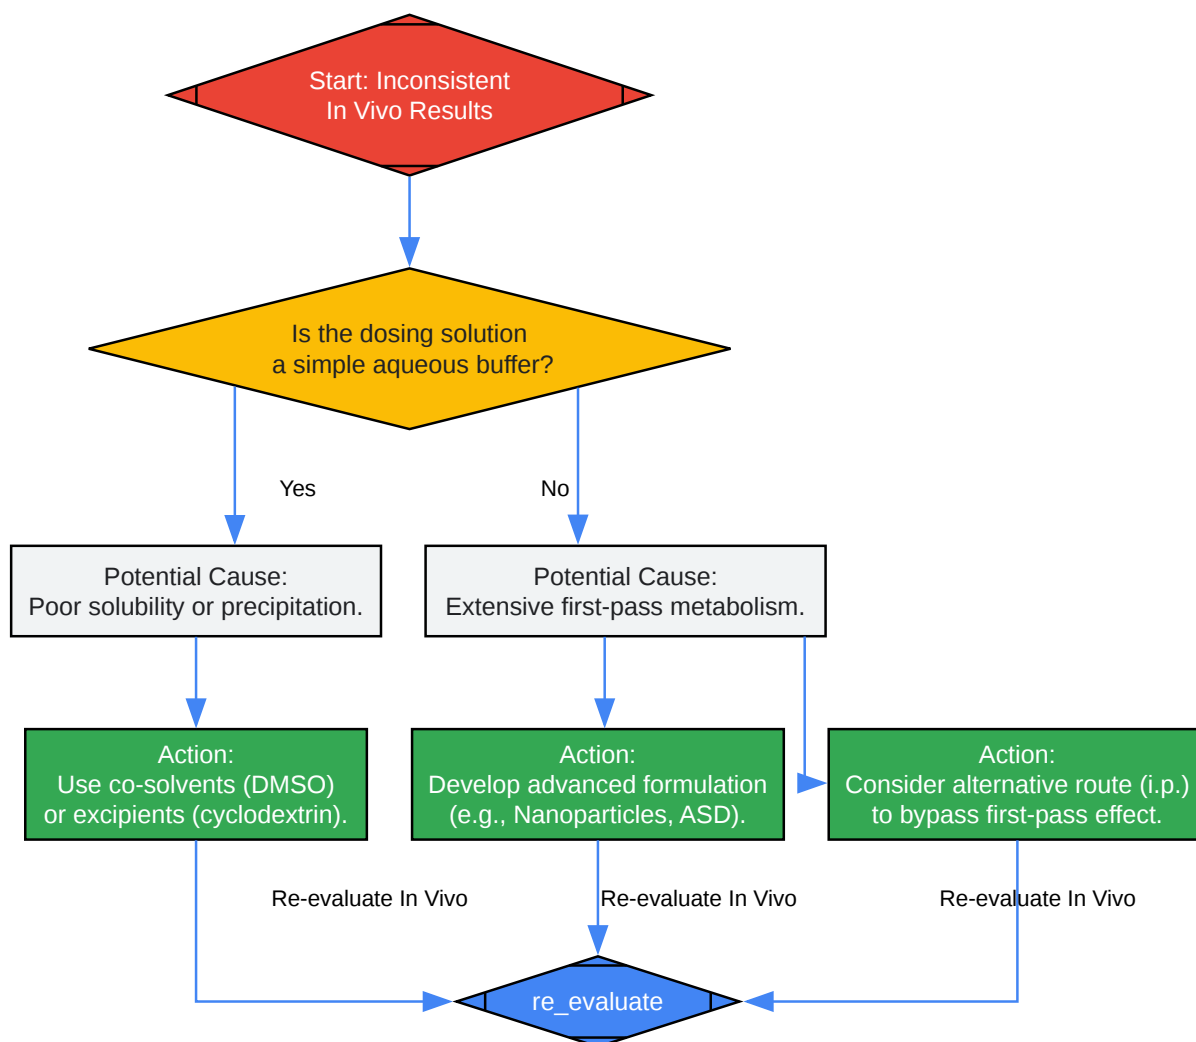 Start: Inconsistent
In Vivo Results
Is the dosing solution
a simple aqueous buffer?
Yes
No
Potential Cause:
Poor solubility or precipitation.
Potential Cause:
Extensive first-pass metabolism.
Action:
Use co-solvents (DMSO)
or excipients (cyclodextrin).
Action:
Develop advanced formulation
(e.g., Nanoparticles, ASD).
Action:
Consider alternative route (i.p.)
to bypass first-pass effect.
Re-evaluate In Vivo
Re-evaluate In Vivo
Re-evaluate In Vivo
re_evaluate